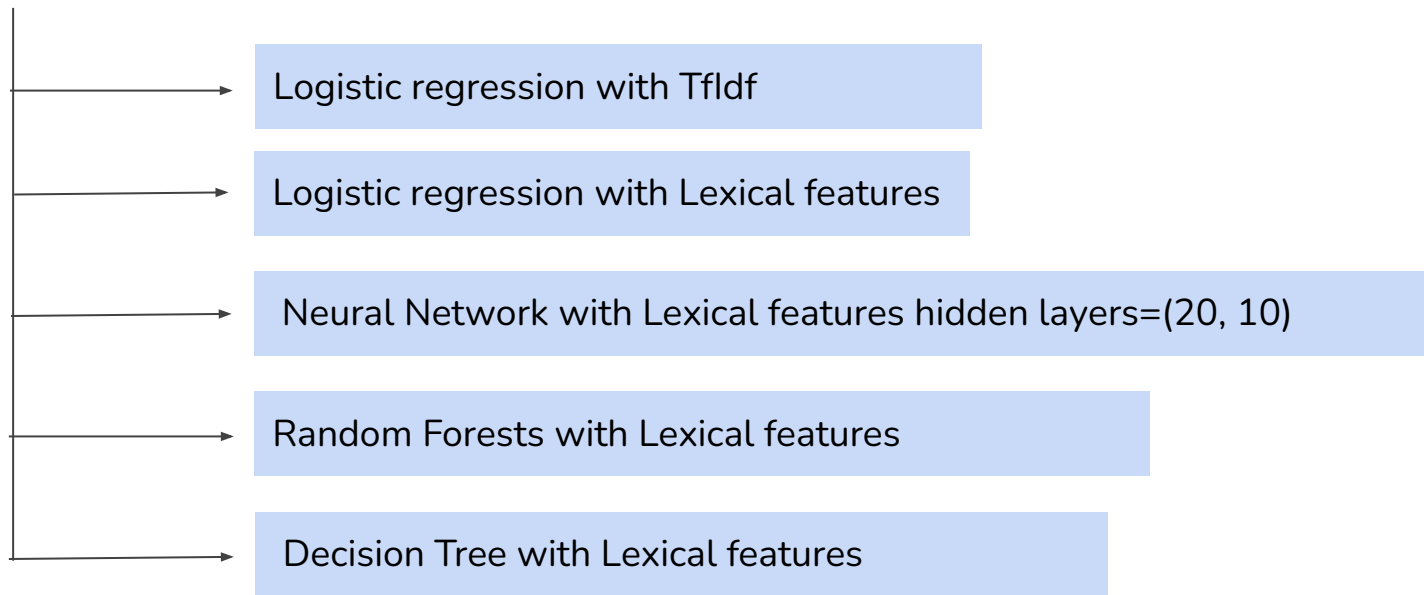 Logistic regression with TfIdf
Logistic regression with Lexical features
Neural Network with Lexical features hidden layers=(20, 10)
Random Forests with Lexical features
Decision Tree with Lexical features